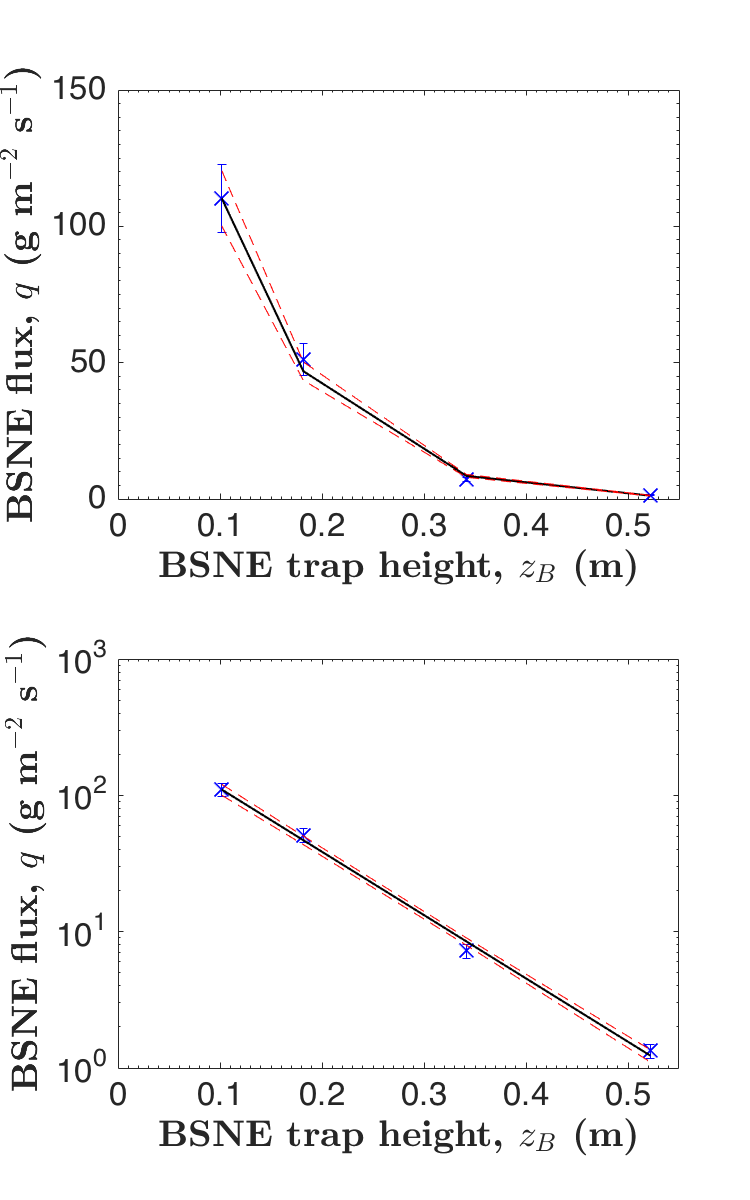 150
100
50
0
BSNE flux, q (g m⁻² s⁻¹)
0 0.1 0.2 0.3 0.4 0.5
BSNE trap height, z_B (m)
10³
10²
10¹
10⁰
BSNE flux, q (g m⁻² s⁻¹)
0 0.1 0.2 0.3 0.4 0.5
BSNE trap height, z_B (m)